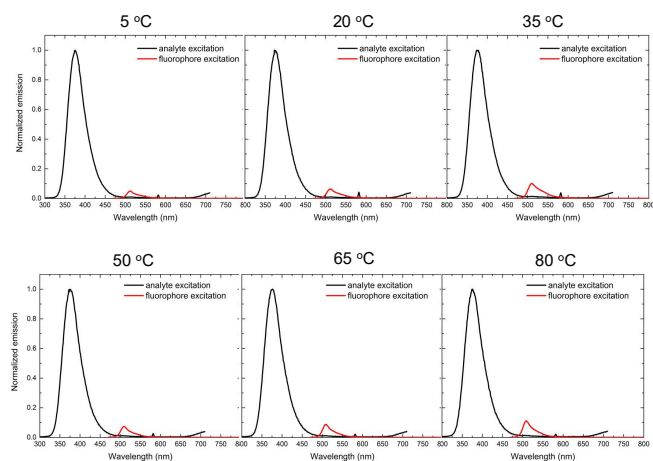 5 °C
20 °C
35 °C
analyte excitation
fluorophore excitation
analyte excitation
fluorophore excitation
analyte excitation
fluorophore excitation
Normalized emission
1.0
0.8
0.6
0.4
0.2
0.0
300 350 400 450 500 550 600 650 700 750
350 400 450 500 550 600 650 700 750
350 400 450 500 550 600 650 700 750 800
Wavelength (nm)
Wavelength (nm)
Wavelength (nm)
50 °C
65 °C
80 °C
analyte excitation
fluorophore excitation
analyte excitation
fluorophore excitation
analyte excitation
fluorophore excitation
Normalized emission
1.0
0.8
0.6
0.4
0.2
0.0
300 350 400 450 500 550 600 650 700 750
350 400 450 500 550 600 650 700 750
350 400 450 500 550 600 650 700 750 800
Wavelength (nm)
Wavelength (nm)
Wavelength (nm)